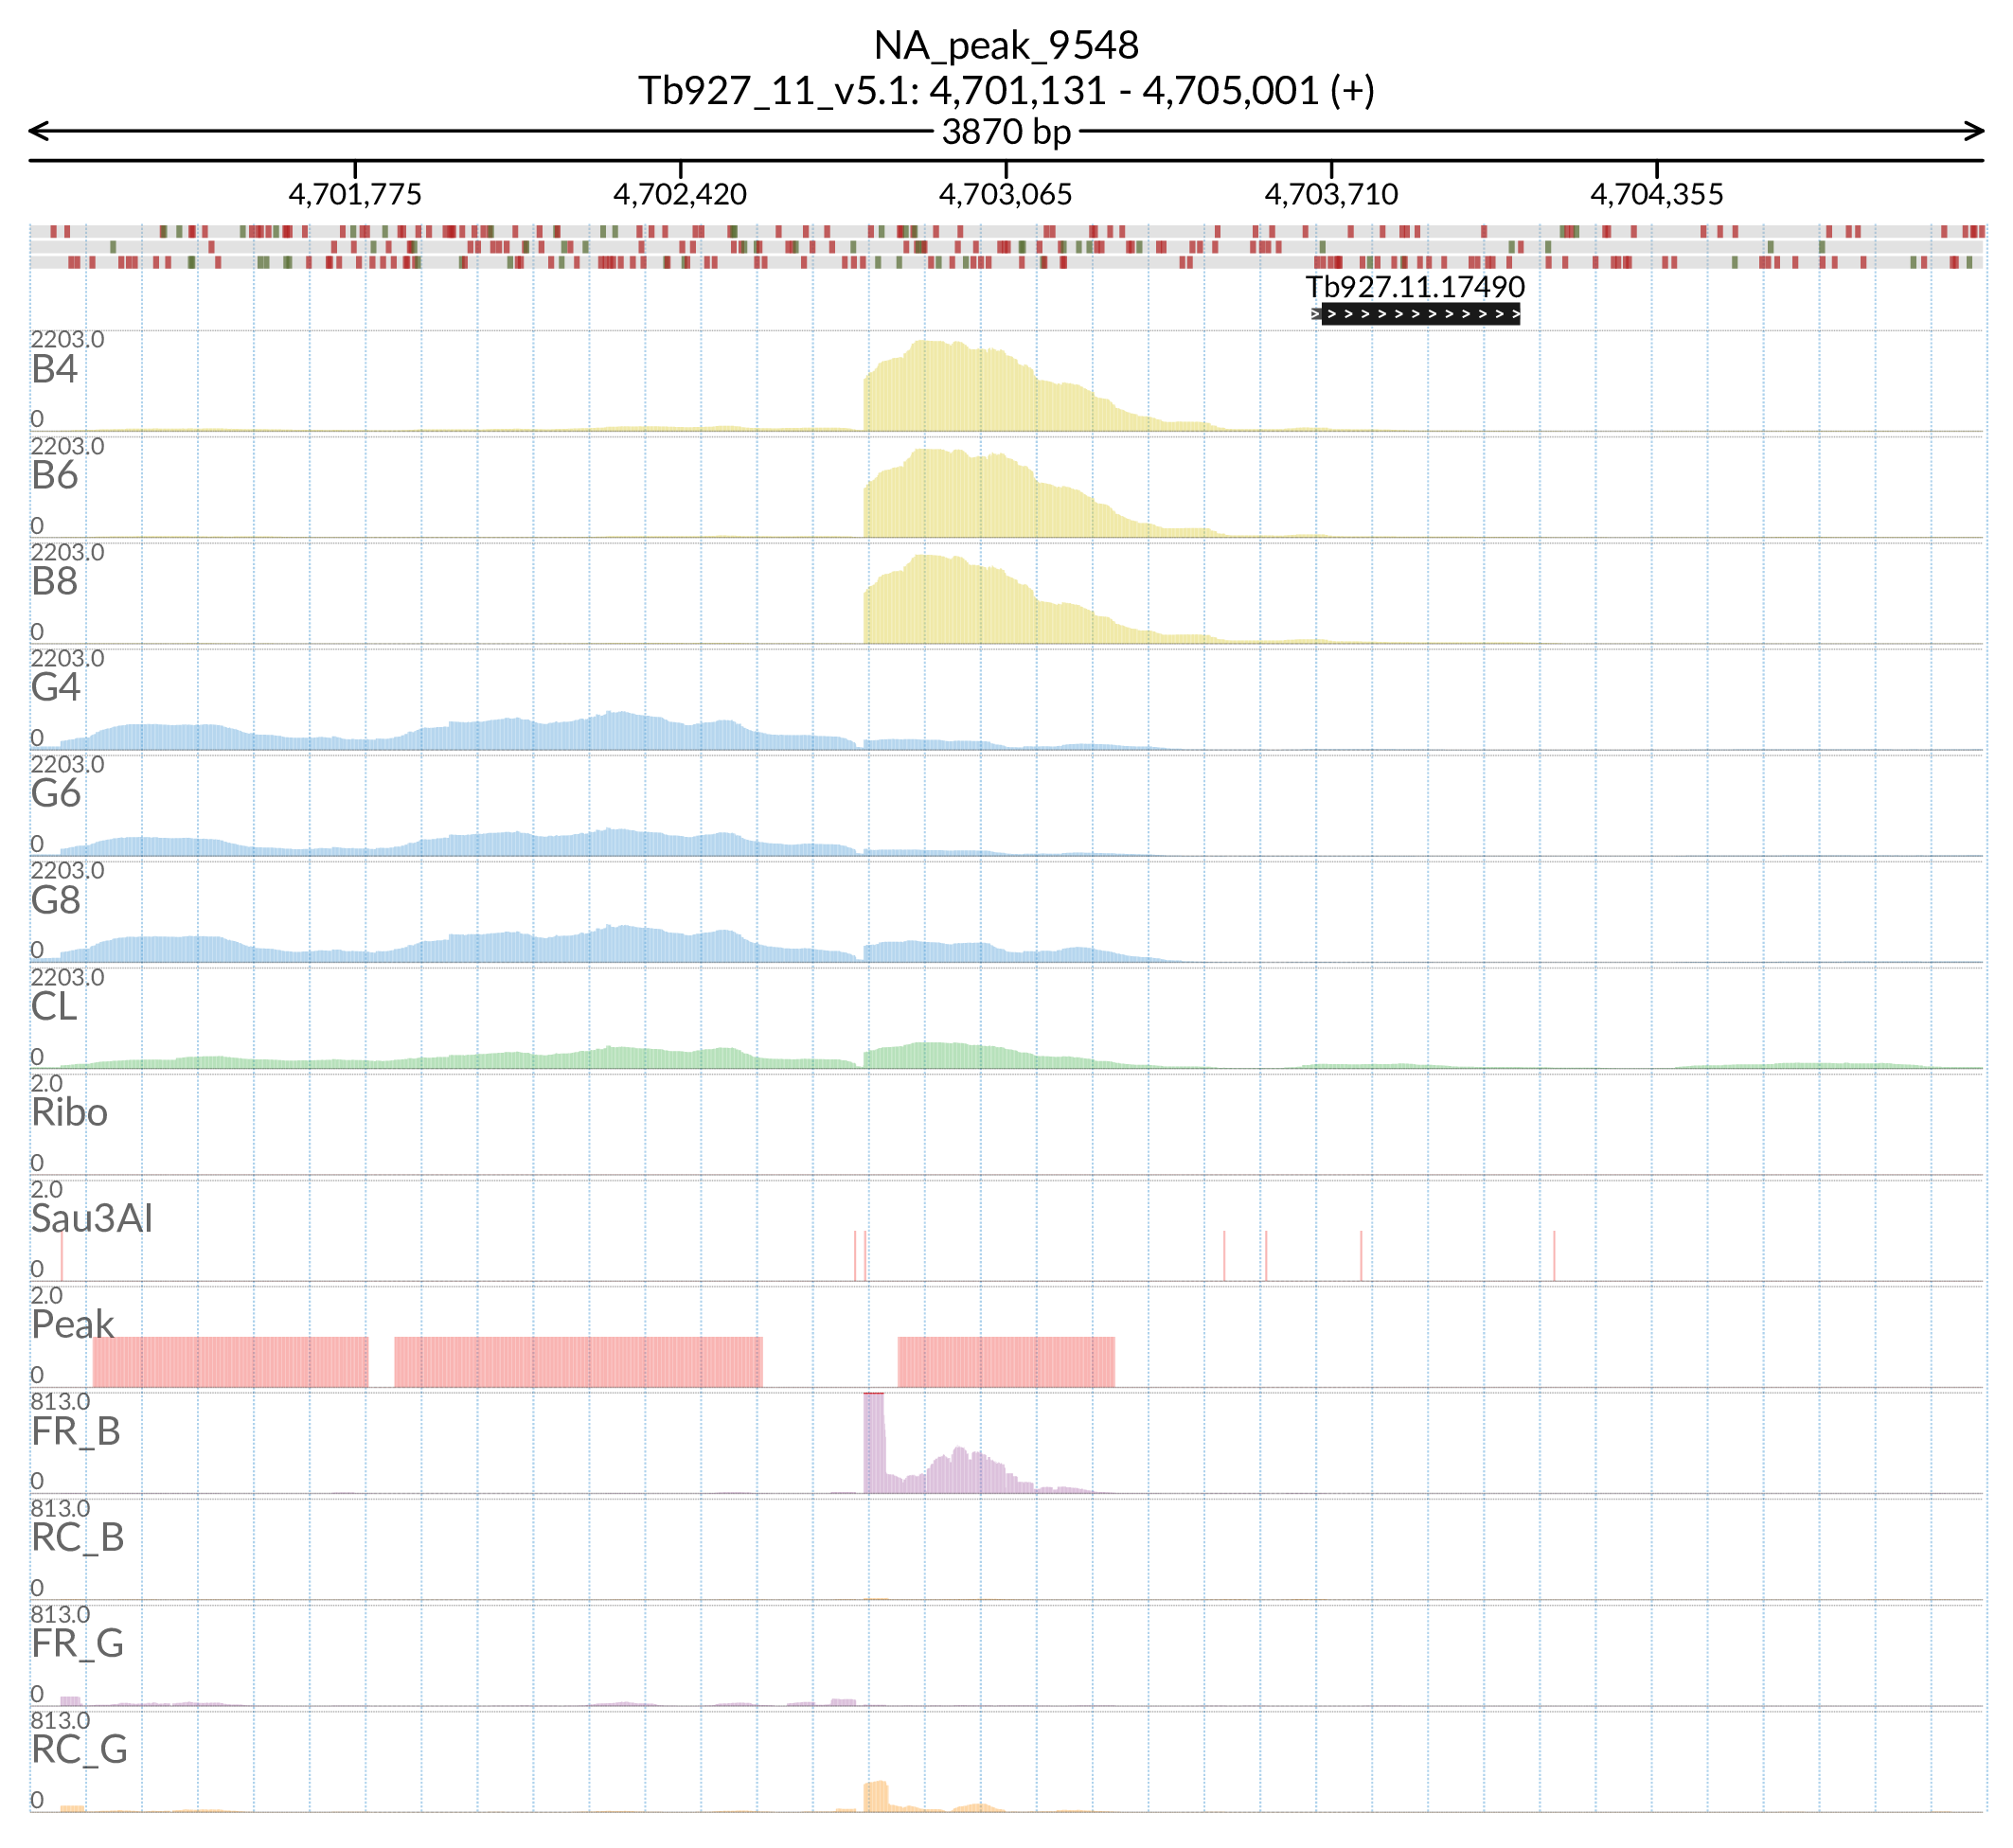 NA_peak_9548
Tb927_11_v5.1: 4,701,131 - 4,705,001 (+)
3870 bp
4,701,775 4,702,420 4,703,065 4,703,710 4,704,355
Tb927.11.17490
2203.0
B4
0
2203.0
B6
0
2203.0
B8
0
2203.0
G4
0
2203.0
G6
0
2203.0
G8
0
2203.0
CL
0
2.0
Ribo
0
2.0
Sau3AI
0
2.0
Peak
0
813.0
FR_B
0
813.0
RC_B
0
813.0
FR_G
0
813.0
RC_G
0